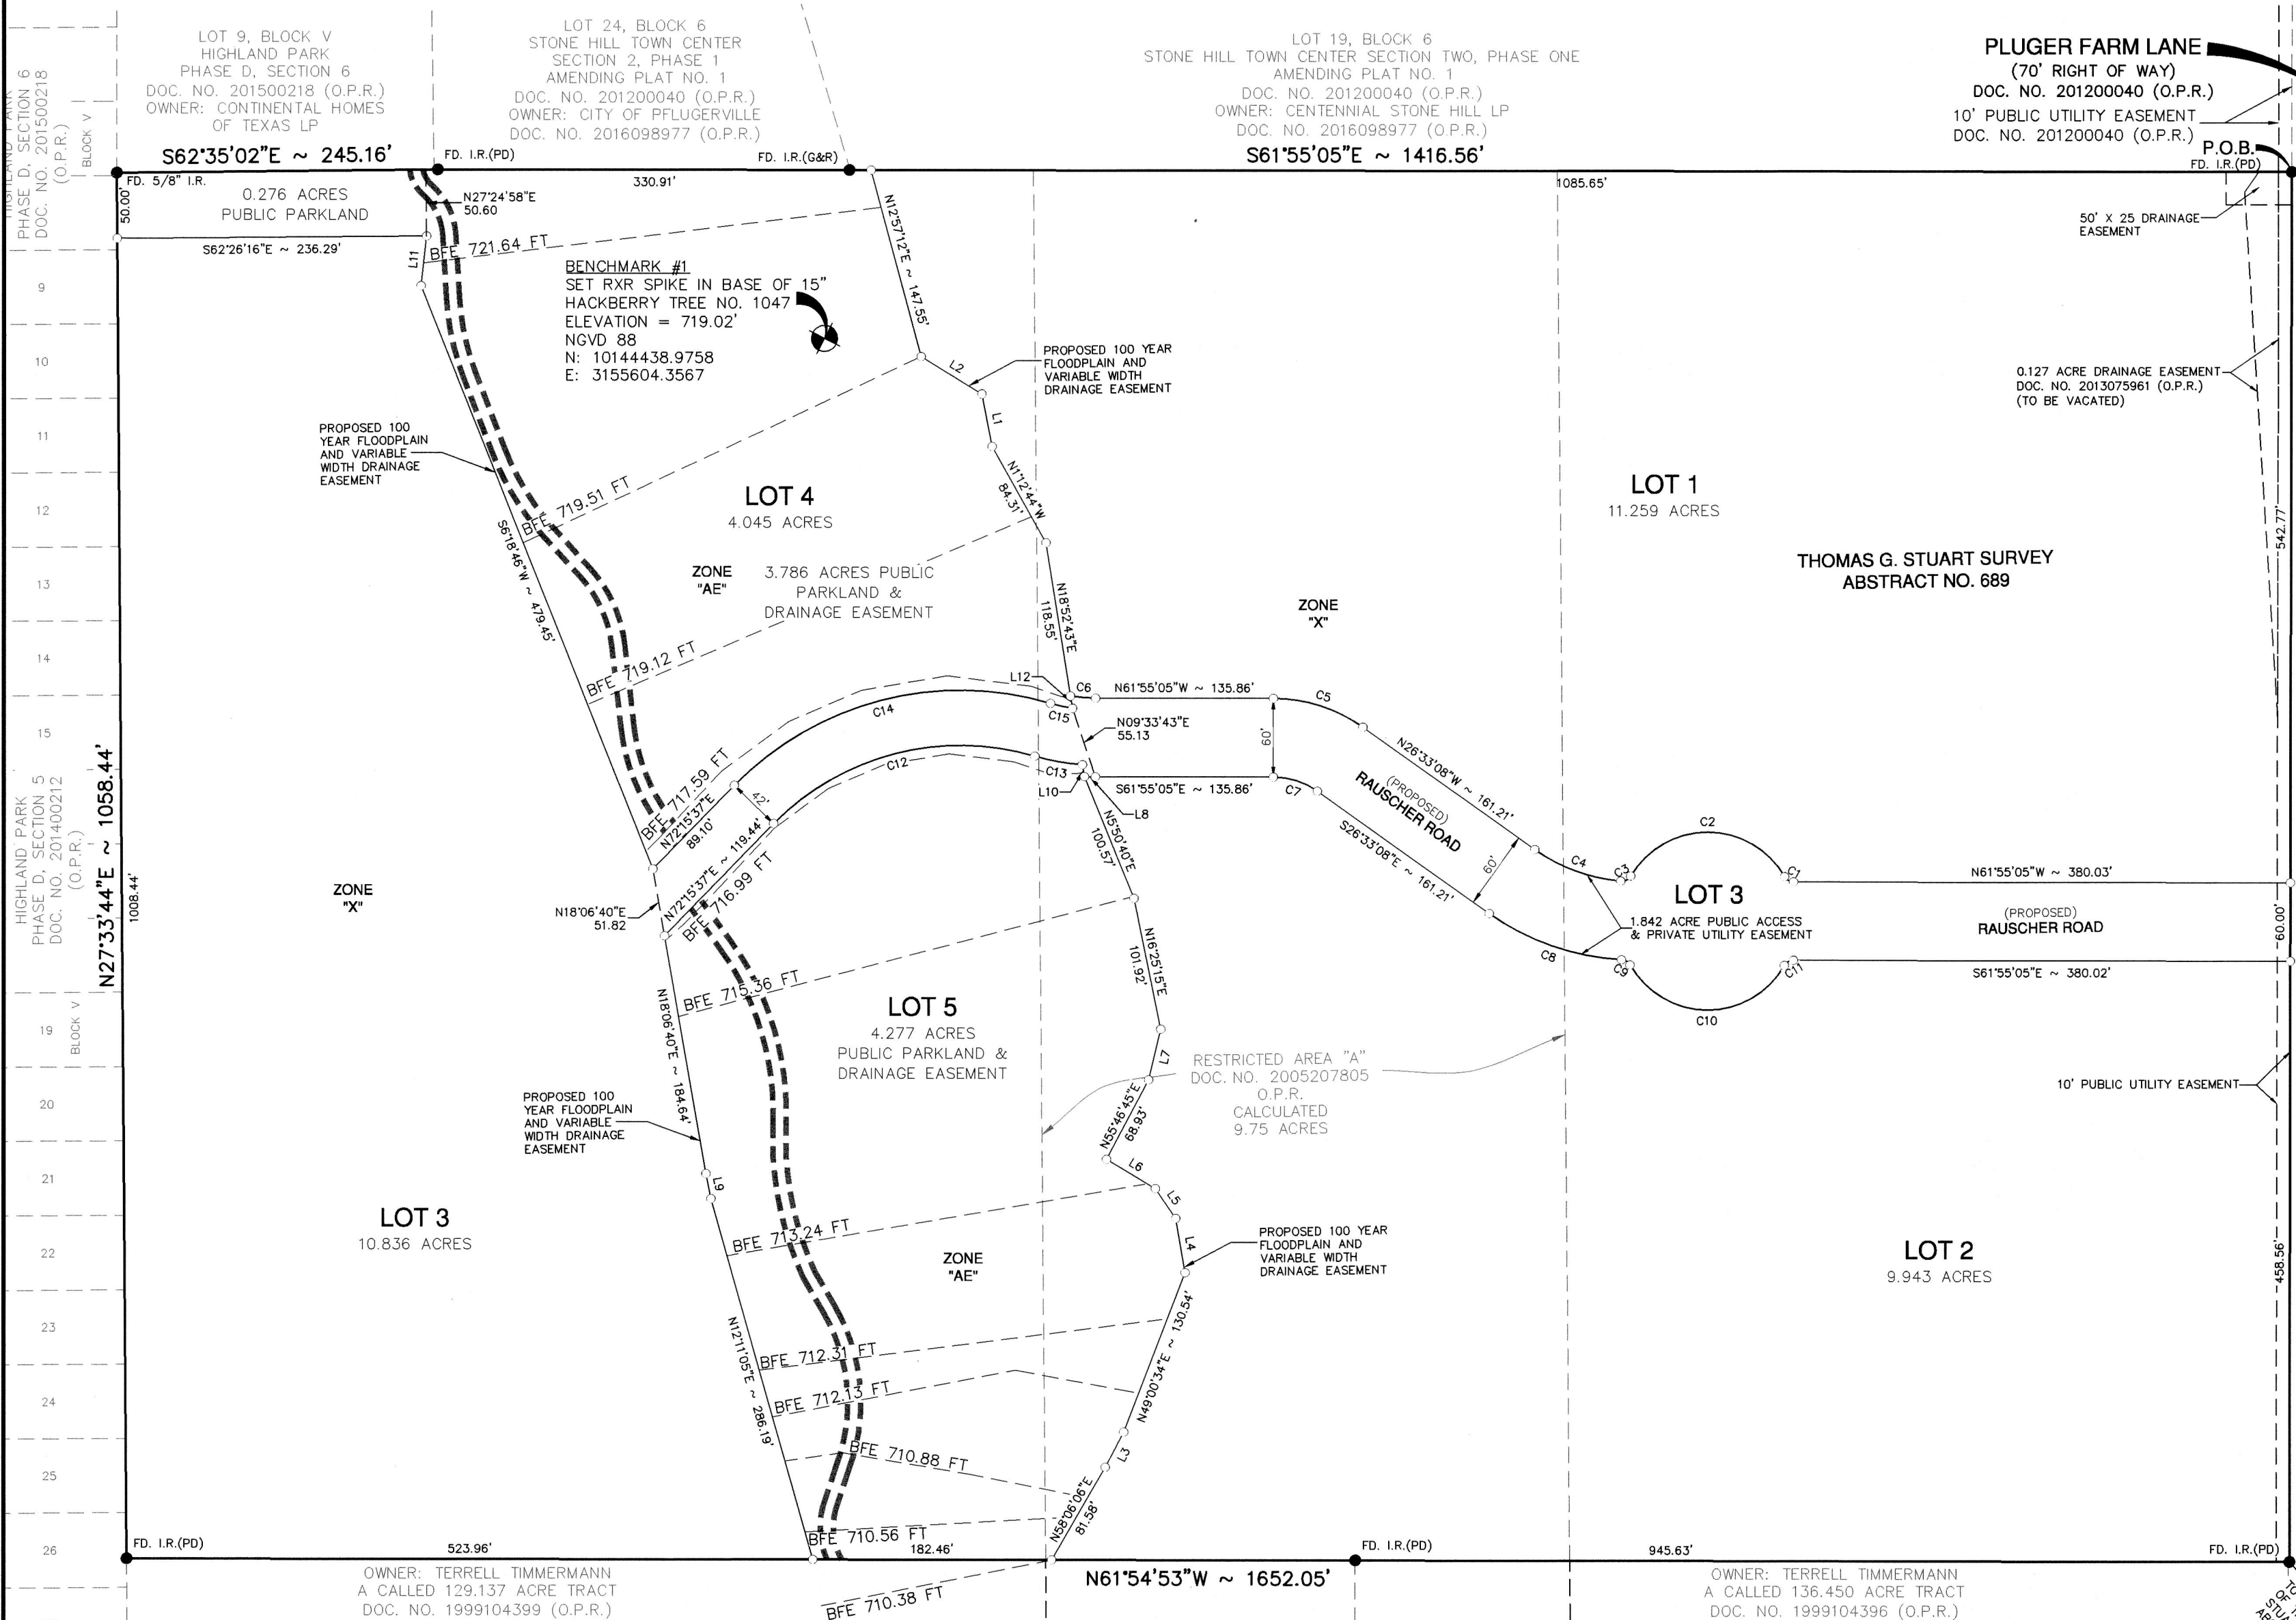 LOT 9, BLOCK V
HIGHLAND PARK
PHASE D, SECTION 6
DOC. NO. 201500218 (O.P.R.)
OWNER: CONTINENTAL HOMES
OF TEXAS LP
LOT 24, BLOCK 6
STONE HILL TOWN CENTER
SECTION 2, PHASE 1
AMENDING PLAT NO. 1
DOC. NO. 201200040 (O.P.R.)
OWNER: CITY OF PFLUGERVILLE
DOC. NO. 2016098977 (O.P.R.)
LOT 19, BLOCK 6
STONE HILL TOWN CENTER SECTION TWO, PHASE ONE
AMENDING PLAT NO. 1
DOC. NO. 201200040 (O.P.R.)
OWNER: CENTENNIAL STONE HILL LP
DOC. NO. 2016098977 (O.P.R.)
PLUGER FARM LANE
(70' RIGHT OF WAY)
DOC. NO. 201200040 (O.P.R.)
10' PUBLIC UTILITY EASEMENT
DOC. NO. 201200040 (O.P.R.)
P.O.B.
FD. I.R.(PD)
HIGHLAND PARK
PHASE D, SECTION 6
DOC. NO. 201500218
(O.P.R.)
BLOCK V
S62°35'02"E ~ 245.16'
FD. I.R.(PD)
FD. I.R.(G&R)
S61°55'05"E ~ 1416.56'
FD. 5/8" I.R.
330.91'
1085.65'
50.00'
0.276 ACRES
PUBLIC PARKLAND
N27°24'58"E
50.60
S62°26'16"E ~ 236.29'
L11
BFE 721.64 FT
N12°57'12"E ~ 147.55'
50' X 25 DRAINAGE
EASEMENT
BENCHMARK #1
SET RXR SPIKE IN BASE OF 15"
HACKBERRY TREE NO. 1047
ELEVATION = 719.02'
NGVD 88
N: 10144438.9758
E: 3155604.3567
9
10
11
12
13
14
15
19
20
21
22
23
24
25
26
L2
L1
PROPOSED 100 YEAR
FLOODPLAIN AND
VARIABLE WIDTH
DRAINAGE EASEMENT
0.127 ACRE DRAINAGE EASEMENT
DOC. NO. 2013075961 (O.P.R.)
(TO BE VACATED)
PROPOSED 100
YEAR FLOODPLAIN
AND VARIABLE
WIDTH DRAINAGE
EASEMENT
N1°12'44"W
84.31'
BFE 719.51 FT
LOT 4
4.045 ACRES
LOT 1
11.259 ACRES
542.77'
S6°18'46"W ~ 479.45'
ZONE
"AE"
3.786 ACRES PUBLIC
PARKLAND &
DRAINAGE EASEMENT
THOMAS G. STUART SURVEY
ABSTRACT NO. 689
N18°52'43"E
118.55'
ZONE
"X"
BFE 719.12 FT
L12
C6
N61°55'05"W ~ 135.86'
C5
C14
C15
N09°33'43"E
55.13
60'
N26°33'08"W ~ 161.21'
HIGHLAND PARK
PHASE D, SECTION 5
DOC. NO. 201400212
(O.P.R.)
BLOCK V
N27°33'44"E ~ 1058.44'
1008.44'
BFE 717.59 FT
N72°15'37"E
89.10'
42'
C12
C13
L10
S61°55'05"E ~ 135.86'
C7
L8
(PROPOSED)
RAUSCHER ROAD
S26°33'08"E ~ 161.21'
60'
C2
C4
C3
C1
N61°55'05"W ~ 380.03'
N72°15'37"E ~ 119.44'
BFE 716.99 FT
N5°50'40"E
100.57'
ZONE
"X"
N18°06'40"E
51.82
LOT 3
1.842 ACRE PUBLIC ACCESS
& PRIVATE UTILITY EASEMENT
(PROPOSED)
RAUSCHER ROAD
60.00'
C8
C9
C11
S61°55'05"E ~ 380.02'
C10
N16°25'15"E
101.92'
BFE 715.36 FT
N18°06'40"E ~ 184.64'
LOT 5
4.277 ACRES
PUBLIC PARKLAND &
DRAINAGE EASEMENT
L7
RESTRICTED AREA "A"
DOC. NO. 2005207805
O.P.R.
CALCULATED
9.75 ACRES
10' PUBLIC UTILITY EASEMENT
PROPOSED 100
YEAR FLOODPLAIN
AND VARIABLE
WIDTH DRAINAGE
EASEMENT
N55°46'45"E
68.93'
L6
L9
L5
LOT 3
10.836 ACRES
BFE 713.24 FT
L4
PROPOSED 100 YEAR
FLOODPLAIN AND
VARIABLE WIDTH
DRAINAGE EASEMENT
LOT 2
9.943 ACRES
458.56'
ZONE
"AE"
N12°11'05"E ~ 286.19'
BFE 712.31 FT
BFE 712.13 FT
N49°00'34"E ~ 130.54'
BFE 710.88 FT
L3
N58°06'06"E
81.58'
BFE 710.56 FT
FD. I.R.(PD)
523.96'
182.46'
FD. I.R.(PD)
945.63'
FD. I.R.(PD)
OWNER: TERRELL TIMMERMANN
A CALLED 129.137 ACRE TRACT
DOC. NO. 1999104399 (O.P.R.)
BFE 710.38 FT
N61°54'53"W ~ 1652.05'
OWNER: TERRELL TIMMERMANN
A CALLED 136.450 ACRE TRACT
DOC. NO. 1999104396 (O.P.R.)